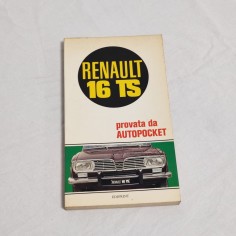 RENAULT
16 TS
provata da
AUTOPOCKET